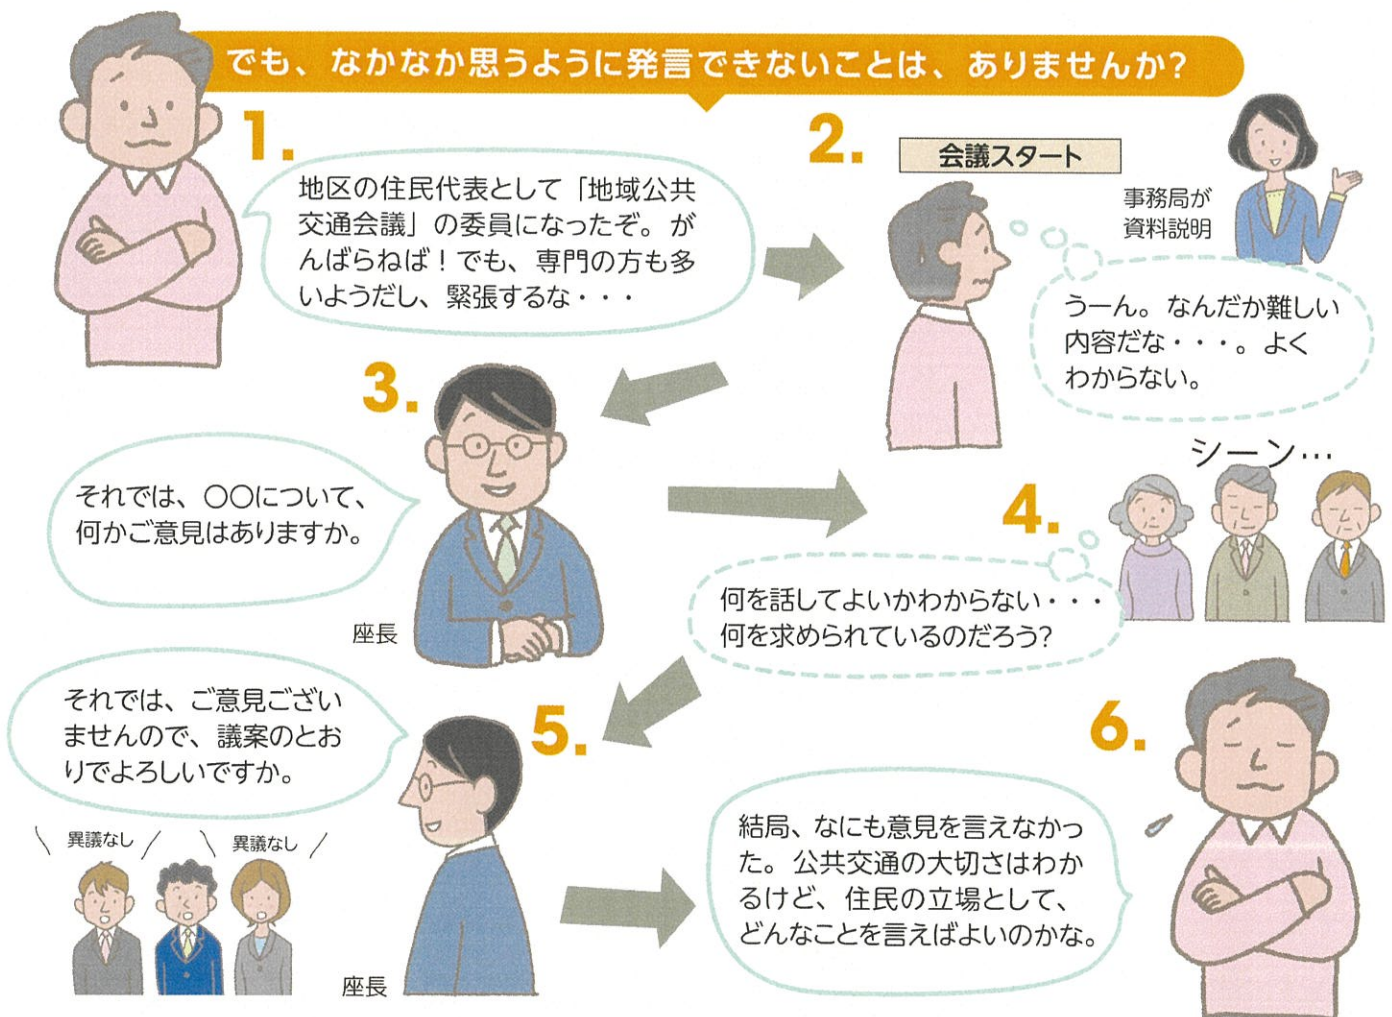 でも、なかなか思うように発言できないことは、ありませんか?
1.
地区の住民代表として「地域公共
交通会議」の委員になったぞ。が
んばらねば！でも、専門の方も多
いようだし、緊張するな・・・
2.
会議スタート
事務局が
資料説明
うーん。なんだか難しい
内容だな・・・。よく
わからない。
3.
それでは、〇〇について、
何かご意見はありますか。
座長
4.
シーン…
何を話してよいかわからない・・・
何を求められているのだろう?
5.
それでは、ご意見ござい
ませんので、議案のとお
りでよろしいですか。
異議なし
異議なし
座長
6.
結局、なにも意見を言えなかっ
た。公共交通の大切さはわか
るけど、住民の立場として、
どんなことを言えばよいのかな。